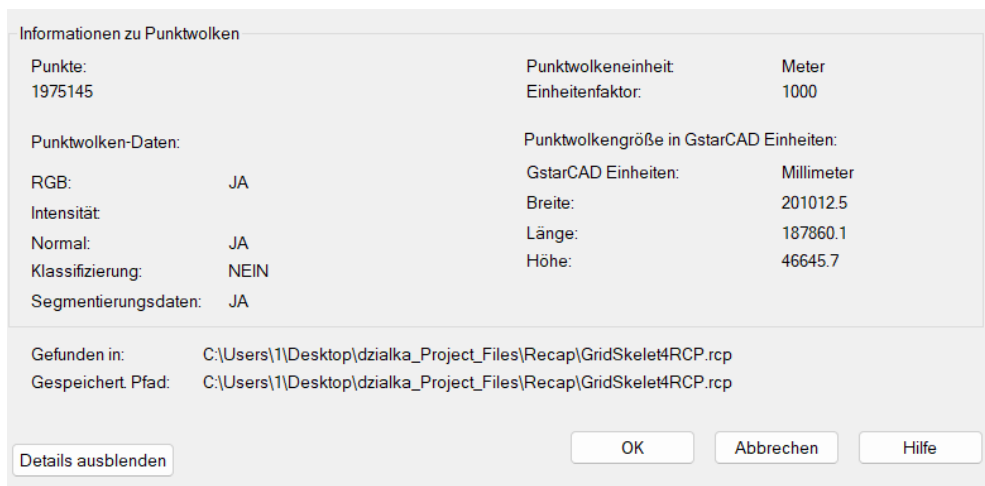 Informationen zu Punktwolken
Punkte:
1975145
Punktwolkeneinheit: Meter
Einheitenfaktor: 1000
Punktwolken-Daten:
RGB: JA
Intensität:
Normal: JA
Klassifizierung: NEIN
Segmentierungsdaten: JA
Punktwolkengröße in GstarCAD Einheiten:
GstarCAD Einheiten: Millimeter
Breite: 201012.5
Länge: 187860.1
Höhe: 46645.7
Gefunden in: C:\Users\1\Desktop\dzialka_Project_Files\Recap\GridSkelet4RCP.rcp
Gespeichert. Pfad: C:\Users\1\Desktop\dzialka_Project_Files\Recap\GridSkelet4RCP.rcp
Details ausblenden
OK
Abbrechen
Hilfe